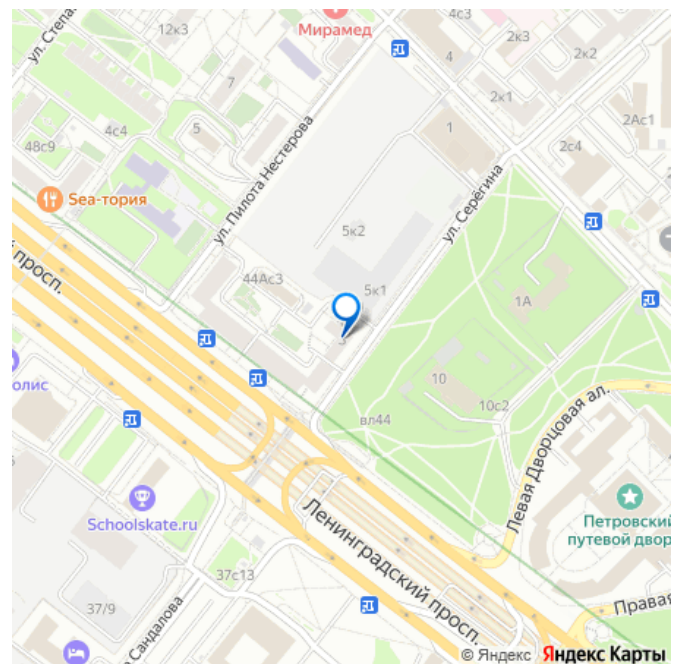 4с3
12к3
Мирамед
2к3
ул. Степа
4
2к2
7
2к1
2Ас1
5
1
4с4
2с4
48с9
Sea-тория
ул. Пилота Нестерова
ул. Серёгина
5к2
й просп.
44Ас3
5к1
1А
3
10
олис
10с2
вл44
Левая Дворцовая ал.
Schoolskate.ru
Ленинградский просп.
Петровский
путевой двор
37с13
Правая
37/9
Сандалова
© Яндекс Яндекс Карты